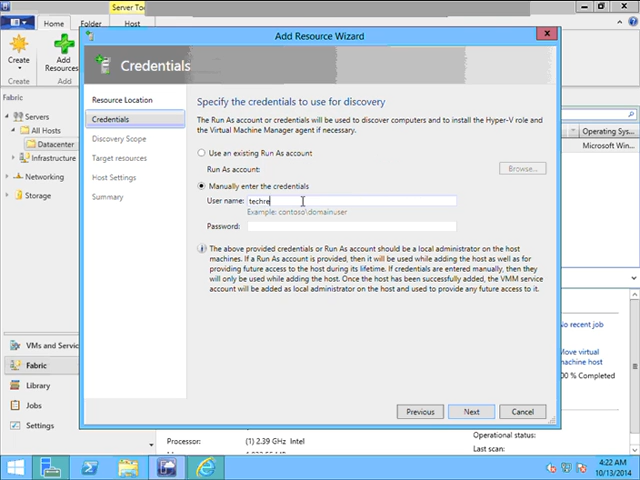 Server To
Home
Folder
Server
Host
Create
Add
Resources
Fabric
Servers
All Hosts
Datacenter
Infrastructure
Networking
Storage
VMs and Servic
Fabric
Library
Jobs
Settings
Add Resource Wizard
Credentials
Resource Location
Credentials
Discovery Scope
Target resources
Host Settings
Summary
Specify the credentials to use for discovery
The Run As account or credentials will be used to discover computers and to install the Hyper-V role and
the Virtual Machine Manager agent if necessary.
Use an existing Run As account
Run As account:
Browse...
Manually enter the credentials
User name: techre
Example: contoso\domainuser
Password:
The above provided credentials or Run As account should be a local administrator on the host
machines. If a Run As account is provided, then it will be used while adding the host as well as for
providing future access to the host during its lifetime. If credentials are entered manually, then they
will only be used while adding the host. Once the host has been successfully added, the VMM service
account will be added as local administrator on the host and used to provide any future access to it.
Previous
Next
Cancel
Operating Sys...
Microsoft Win...
No recent job
Move virtual
machine host
00 % Completed
Processor: (1) 2.39 GHz Intel
Operational status:
Last scan:
4:22 AM
10/13/2014